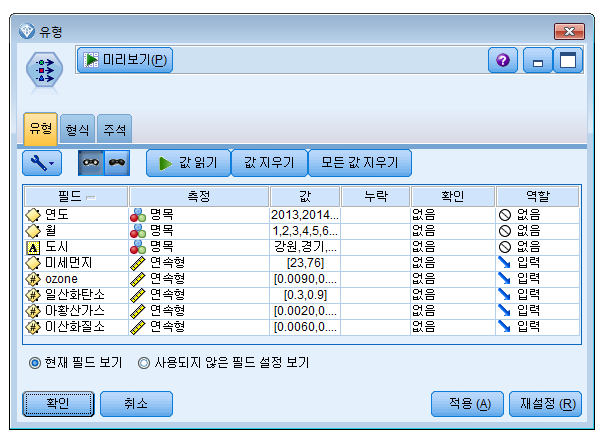 유형
미리보기(P)
유형 형식 주석
값 읽기 값 지우기 모든 값 지우기
필드 측정 값 누락 확인 역할
연도 명목 2013,2014... 없음 없음
월 명목 1,2,3,4,5,6... 없음 없음
A 도시 명목 강원,경기,... 없음 없음
미세먼지 연속형 [23,76] 없음 입력
# ozone 연속형 [0.0090,0.... 없음 입력
# 일산화탄소 연속형 [0.3,0.9] 없음 입력
# 아황산가스 연속형 [0.0020,0.... 없음 입력
# 이산화질소 연속형 [0.0060,0.... 없음 입력
현재 필드 보기 사용되지 않은 필드 설정 보기
확인 취소 적용 (A) 재설정 (R)